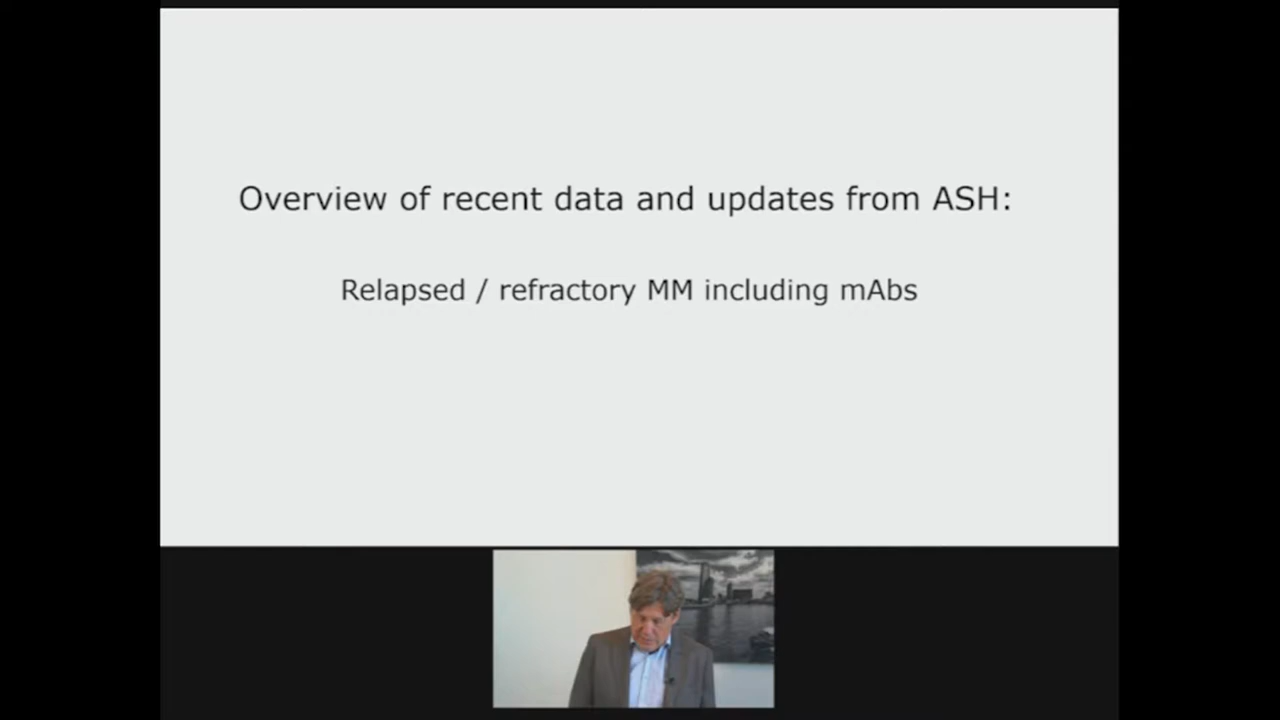 Overview of recent data and updates from ASH:
Relapsed / refractory MM including mAbs